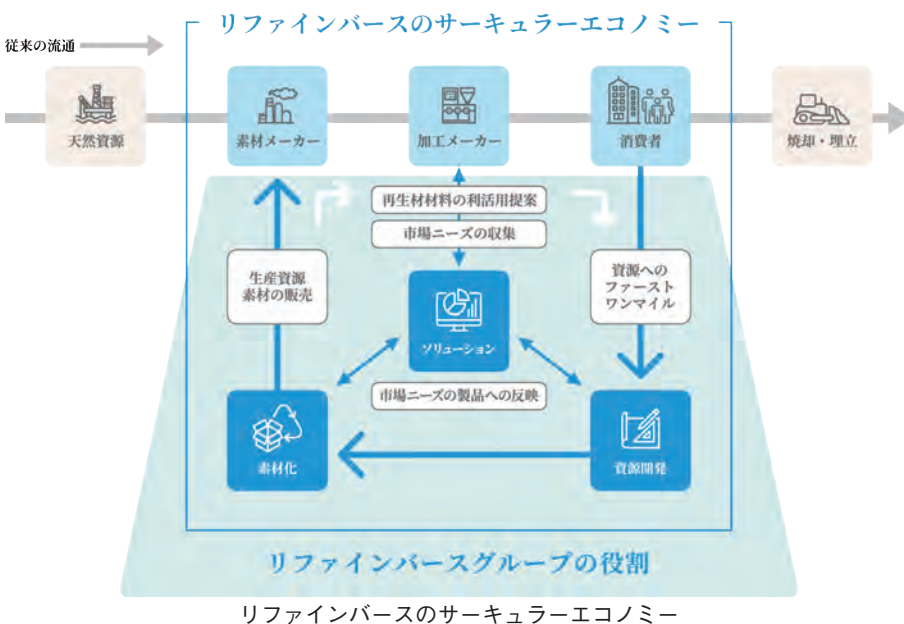 リファインバースのサーキュラーエコノミー
従来の流通
天然資源
素材メーカー
加工メーカー
消費者
焼却・埋立
再生材材料の利活用提案
市場ニーズの収集
生産資源
素材の販売
資源への
ファースト
ワンマイル
ソリューション
市場ニーズの製品への反映
素材化
資源開発
リファインバースグループの役割
リファインバースのサーキュラーエコノミー